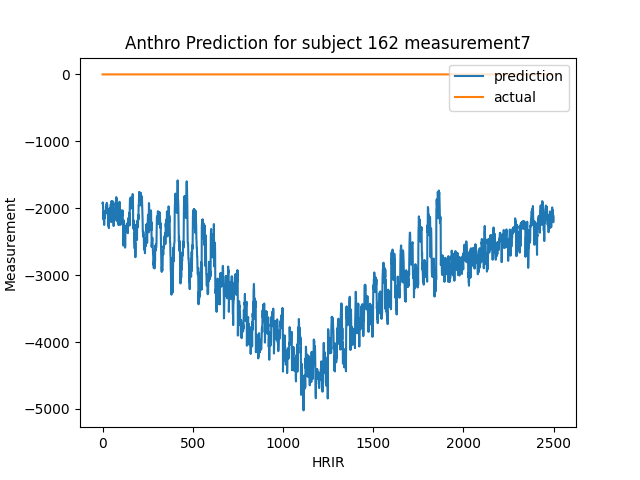 Anthro Prediction for subject 162 measurement7
prediction
actual
0
−1000
−2000
−3000
−4000
−5000
Measurement
0 500 1000 1500 2000 2500
HRIR